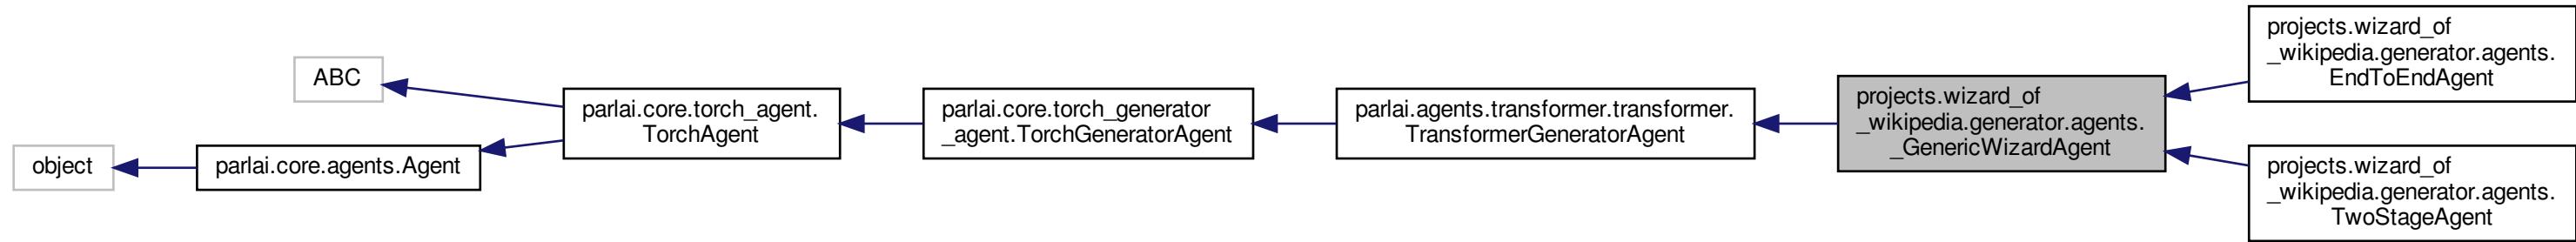 object
ABC
parlai.core.agents.Agent
parlai.core.torch_agent.
TorchAgent
parlai.core.torch_generator
_agent.TorchGeneratorAgent
parlai.agents.transformer.transformer.
TransformerGeneratorAgent
projects.wizard_of
_wikipedia.generator.agents.
_GenericWizardAgent
projects.wizard_of
_wikipedia.generator.agents.
EndToEndAgent
projects.wizard_of
_wikipedia.generator.agents.
TwoStageAgent